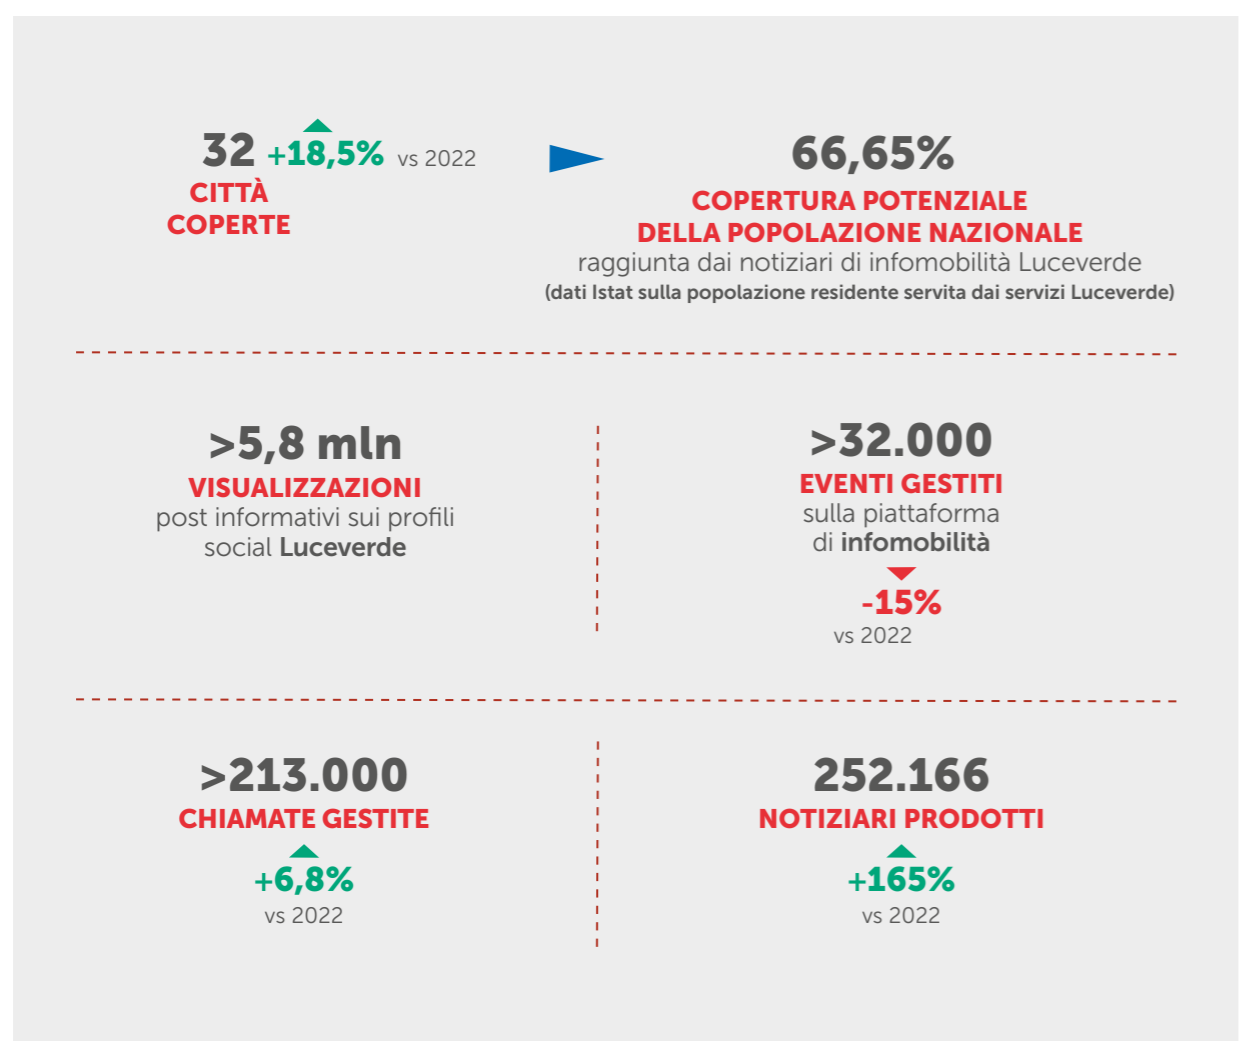 32 +18,5% vs 2022
CITTÀ
COPERTE
66,65%
COPERTURA POTENZIALE
DELLA POPOLAZIONE NAZIONALE
raggiunta dai notiziari di infomobilità Luceverde
(dati Istat sulla popolazione residente servita dai servizi Luceverde)
>5,8 mln
VISUALIZZAZIONI
post informativi sui profili
social Luceverde
>32.000
EVENTI GESTITI
sulla piattaforma
di infomobilità
-15%
vs 2022
>213.000
CHIAMATE GESTITE
+6,8%
vs 2022
252.166
NOTIZIARI PRODOTTI
+165%
vs 2022